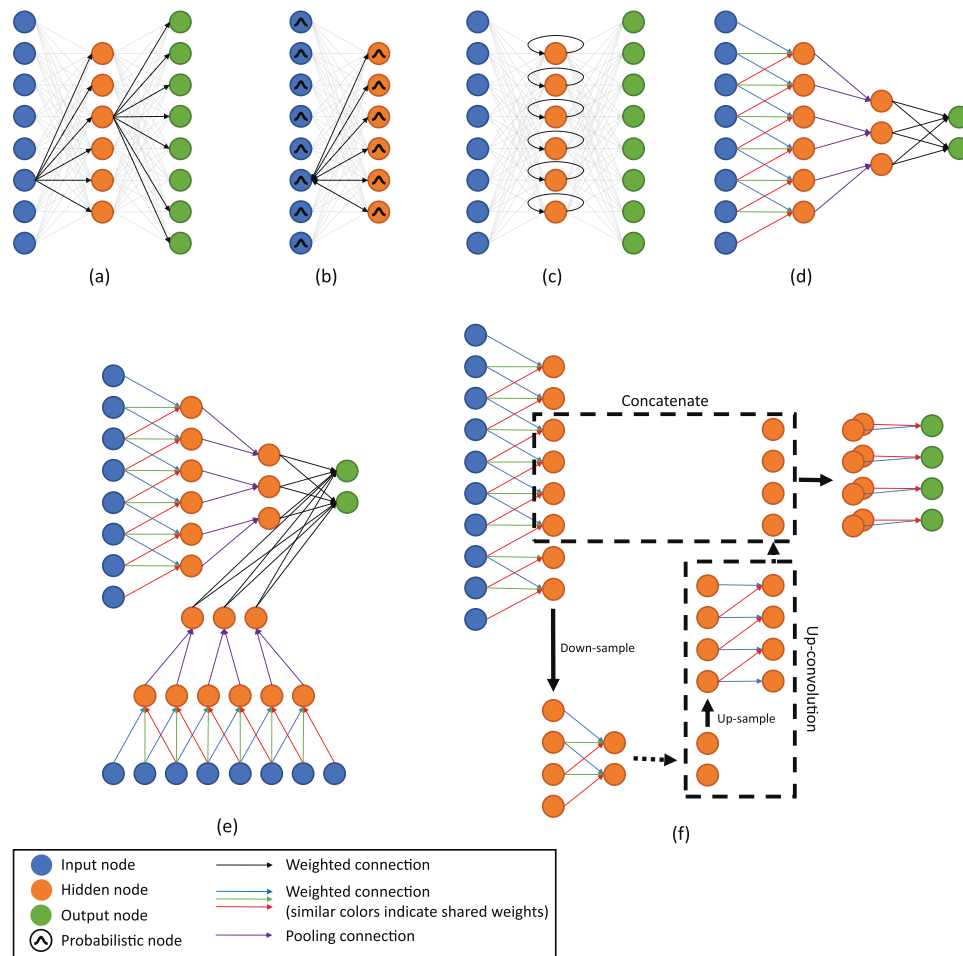 (a)
(b)
(c)
(d)
Concatenate
Down-sample
Up-sample
Up-convolution
(e)
(f)
Input node
Hidden node
Output node
Probabilistic node
Weighted connection
Weighted connection
(similar colors indicate shared weights)
Pooling connection